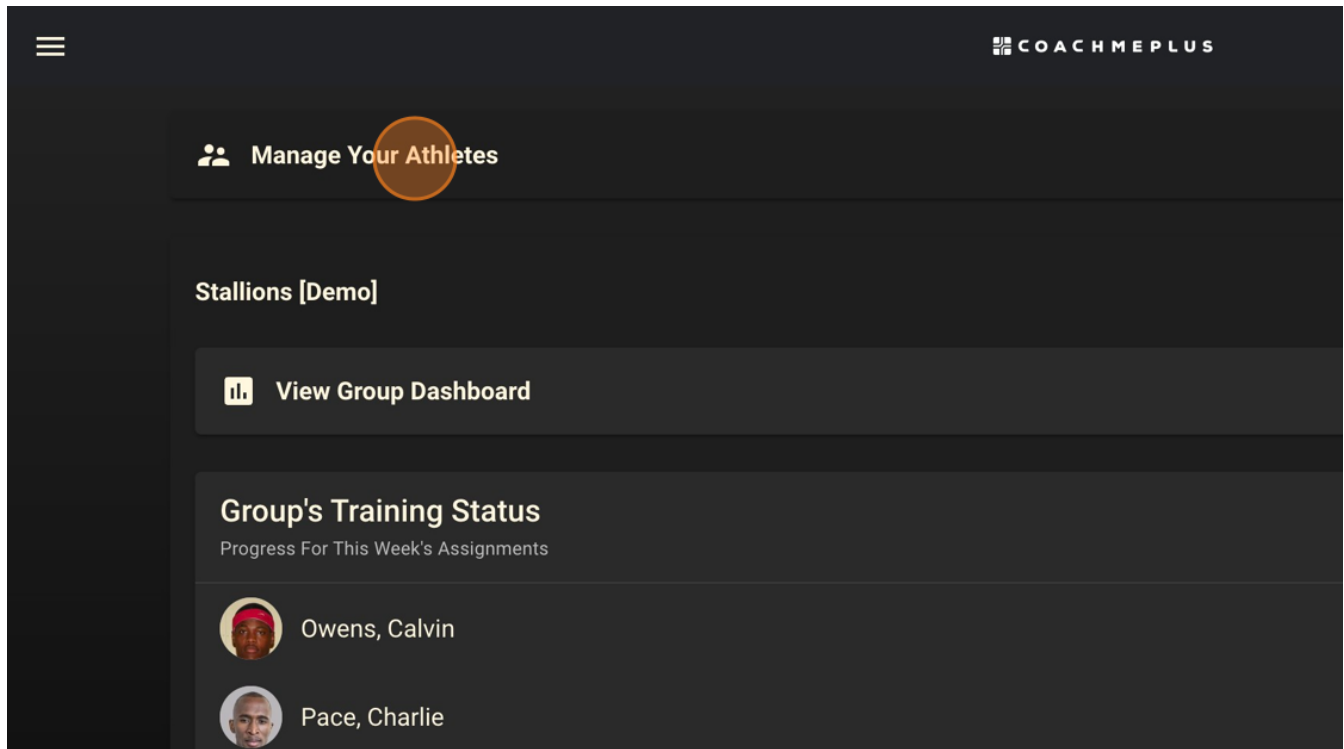 COACHMEPLUS
Manage Your Athletes
Stallions [Demo]
View Group Dashboard
Group's Training Status
Progress For This Week's Assignments
Owens, Calvin
Pace, Charlie